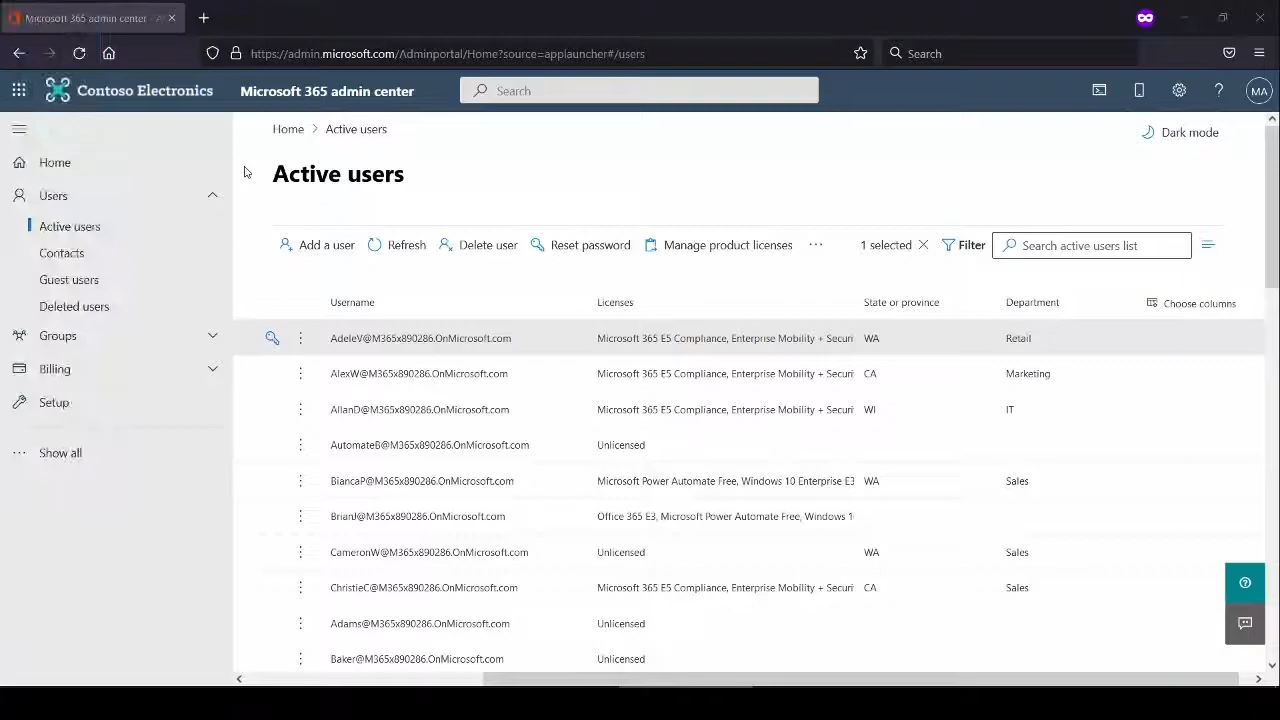 Microsoft 365 admin center - A
https://admin.microsoft.com/Adminportal/Home?source=applauncher#/users
Search
Contoso Electronics
Microsoft 365 admin center
Search
MA
Home
Users
Active users
Contacts
Guest users
Deleted users
Groups
Billing
Setup
Show all
Home > Active users
Dark mode
Active users
Add a user Refresh Delete user Reset password Manage product licenses ... 1 selected Filter Search active users list
Username Licenses State or province Department Choose columns
AdeleV@M365x890286.OnMicrosoft.com Microsoft 365 E5 Compliance, Enterprise Mobility + Securi WA Retail
AlexW@M365x890286.OnMicrosoft.com Microsoft 365 E5 Compliance, Enterprise Mobility + Securi CA Marketing
AllanD@M365x890286.OnMicrosoft.com Microsoft 365 E5 Compliance, Enterprise Mobility + Securi WI IT
AutomateB@M365x890286.OnMicrosoft.com Unlicensed
BiancaP@M365x890286.OnMicrosoft.com Microsoft Power Automate Free, Windows 10 Enterprise E3 WA Sales
BrianJ@M365x890286.OnMicrosoft.com Office 365 E3, Microsoft Power Automate Free, Windows 1
CameronW@M365x890286.OnMicrosoft.com Unlicensed WA Sales
ChristieC@M365x890286.OnMicrosoft.com Microsoft 365 E5 Compliance, Enterprise Mobility + Securi CA Sales
Adams@M365x890286.OnMicrosoft.com Unlicensed
Baker@M365x890286.OnMicrosoft.com Unlicensed